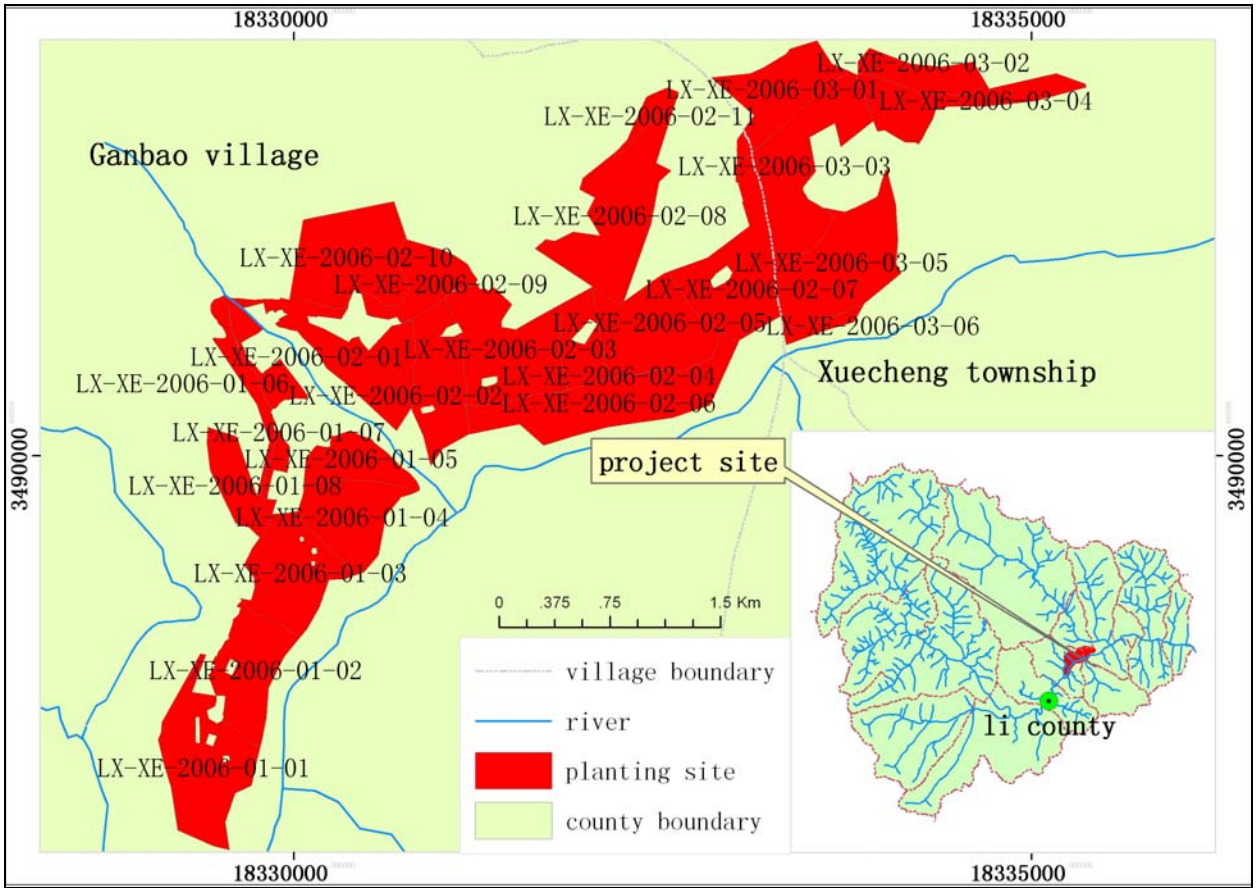 18330000
18335000
LX-XE-2006-03-02
LX-XE-2006-03-01
LX-XE-2006-03-04
LX-XE-2006-02-11
Ganbao village
LX-XE-2006-03-03
LX-XE-2006-02-08
LX-XE-2006-02-10
LX-XE-2006-03-05
LX-XE-2006-02-09
LX-XE-2006-02-07
LX-XE-2006-02-05
LX-XE-2006-03-06
LX-XE-2006-02-03
LX-XE-2006-02-01
Xuecheng township
LX-XE-2006-01-06
LX-XE-2006-02-04
LX-XE-2006-02-02
LX-XE-2006-02-06
LX-XE-2006-01-07
3490000
3490000
LX-XE-2006-01-05
project site
LX-XE-2006-01-08
LX-XE-2006-01-04
LX-XE-2006-01-03
0 .375 .75 1.5 Km
LX-XE-2006-01-02
village boundary
river
li county
LX-XE-2006-01-01
planting site
county boundary
18330000
18335000